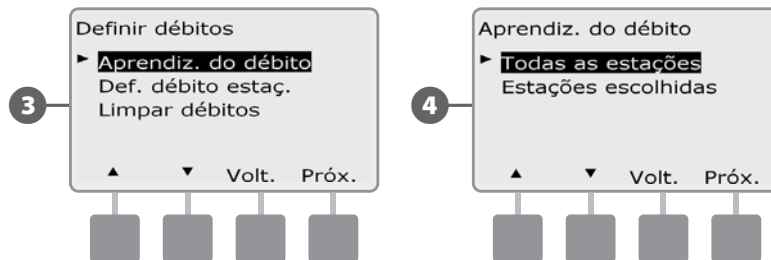 3
Definir débitos
► Aprendiz. do débito
Def. débito estaç.
Limpar débitos
▲ ▼ Volt. Próx.
4
Aprendiz. do débito
► Todas as estações
Estações escolhidas
▲ ▼ Volt. Próx.